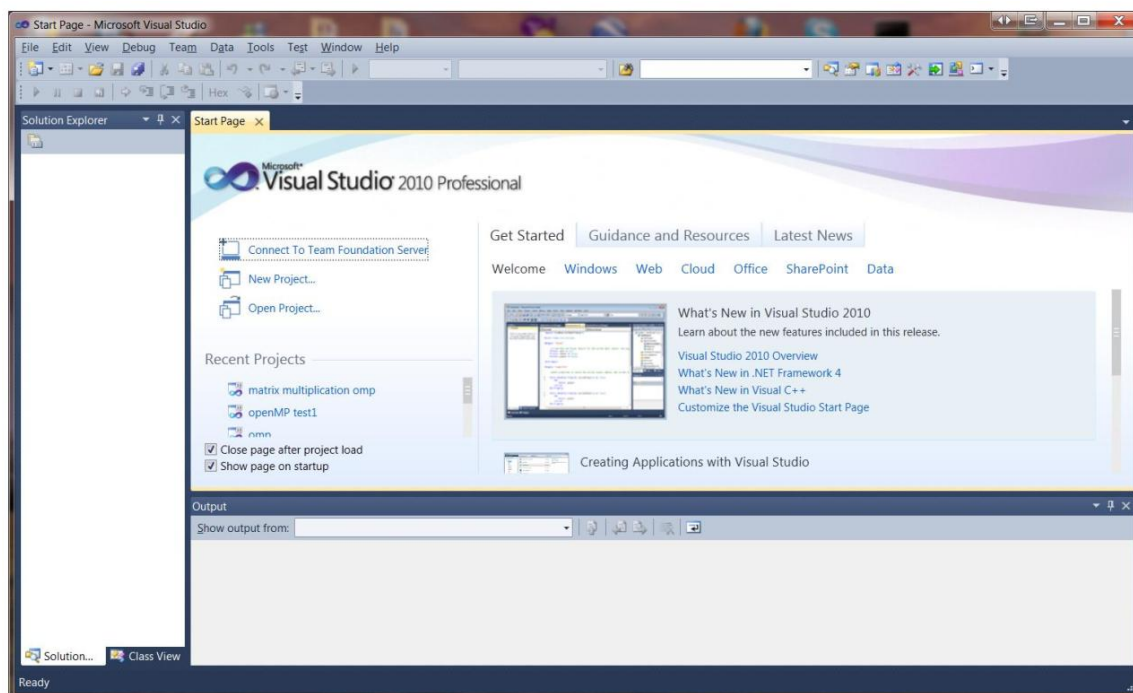 Start Page - Microsoft Visual Studio
File Edit View Debug Team Data Tools Test Window Help
Hex
Solution Explorer
Start Page
Microsoft®
Visual Studio® 2010 Professional
Connect To Team Foundation Server
New Project...
Open Project...
Recent Projects
matrix multiplication omp
openMP test1
omp
Close page after project load
Show page on startup
Get Started Guidance and Resources Latest News
Welcome Windows Web Cloud Office SharePoint Data
What's New in Visual Studio 2010
Learn about the new features included in this release.
Visual Studio 2010 Overview
What's New in .NET Framework 4
What's New in Visual C++
Customize the Visual Studio Start Page
Creating Applications with Visual Studio
Output
Show output from:
Solution... Class View
Ready